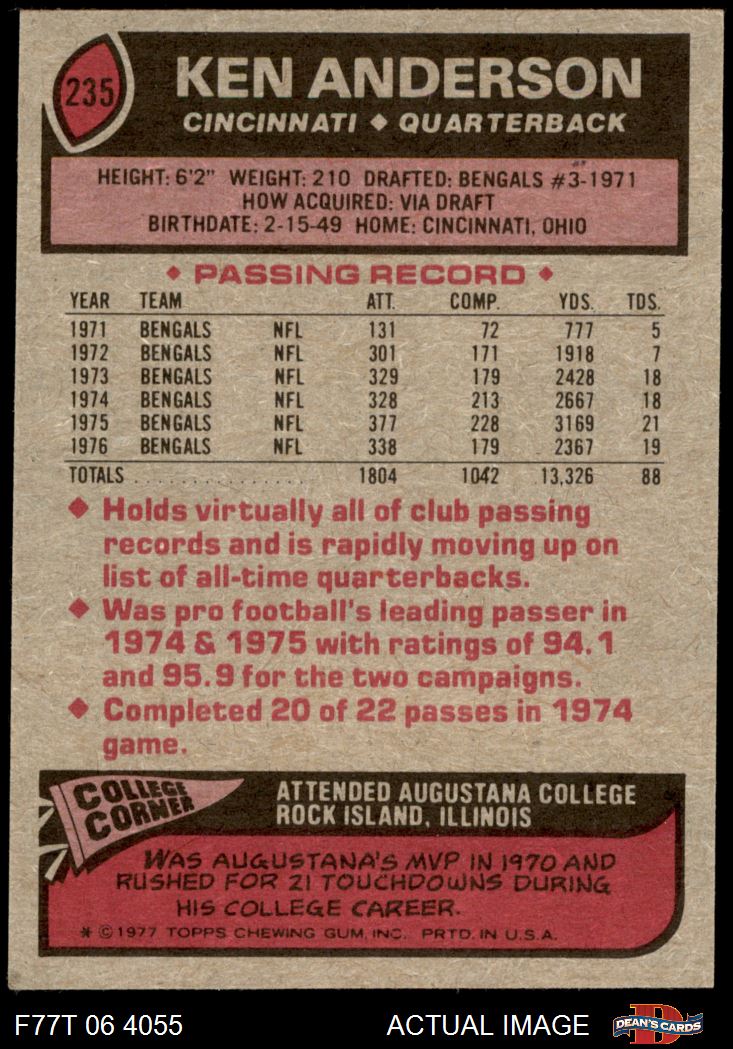 235
KEN ANDERSON
CINCINNATI ◆ QUARTERBACK
HEIGHT: 6'2" WEIGHT: 210 DRAFTED: BENGALS #3-1971
HOW ACQUIRED: VIA DRAFT
BIRTHDATE: 2-15-49 HOME: CINCINNATI, OHIO
◆ PASSING RECORD ◆
YEAR TEAM ATT. COMP. YDS. TDS.
1971 BENGALS NFL 131 72 777 5
1972 BENGALS NFL 301 171 1918 7
1973 BENGALS NFL 329 179 2428 18
1974 BENGALS NFL 328 213 2667 18
1975 BENGALS NFL 377 228 3169 21
1976 BENGALS NFL 338 179 2367 19
TOTALS . . . . . . . . . . . . . . . . 1804 1042 13,326 88
◆ Holds virtually all of club passing
records and is rapidly moving up on
list of all-time quarterbacks.
◆ Was pro football's leading passer in
1974 & 1975 with ratings of 94.1
and 95.9 for the two campaigns.
◆ Completed 20 of 22 passes in 1974
game.
COLLEGE
CORNER
ATTENDED AUGUSTANA COLLEGE
ROCK ISLAND, ILLINOIS
WAS AUGUSTANA'S MVP IN 1970 AND
RUSHED FOR 21 TOUCHDOWNS DURING
HIS COLLEGE CAREER.
* © 1977 TOPPS CHEWING GUM, INC. PRTD. IN U.S.A.
F77T 06 4055
ACTUAL IMAGE
D
DEAN'S CARDS